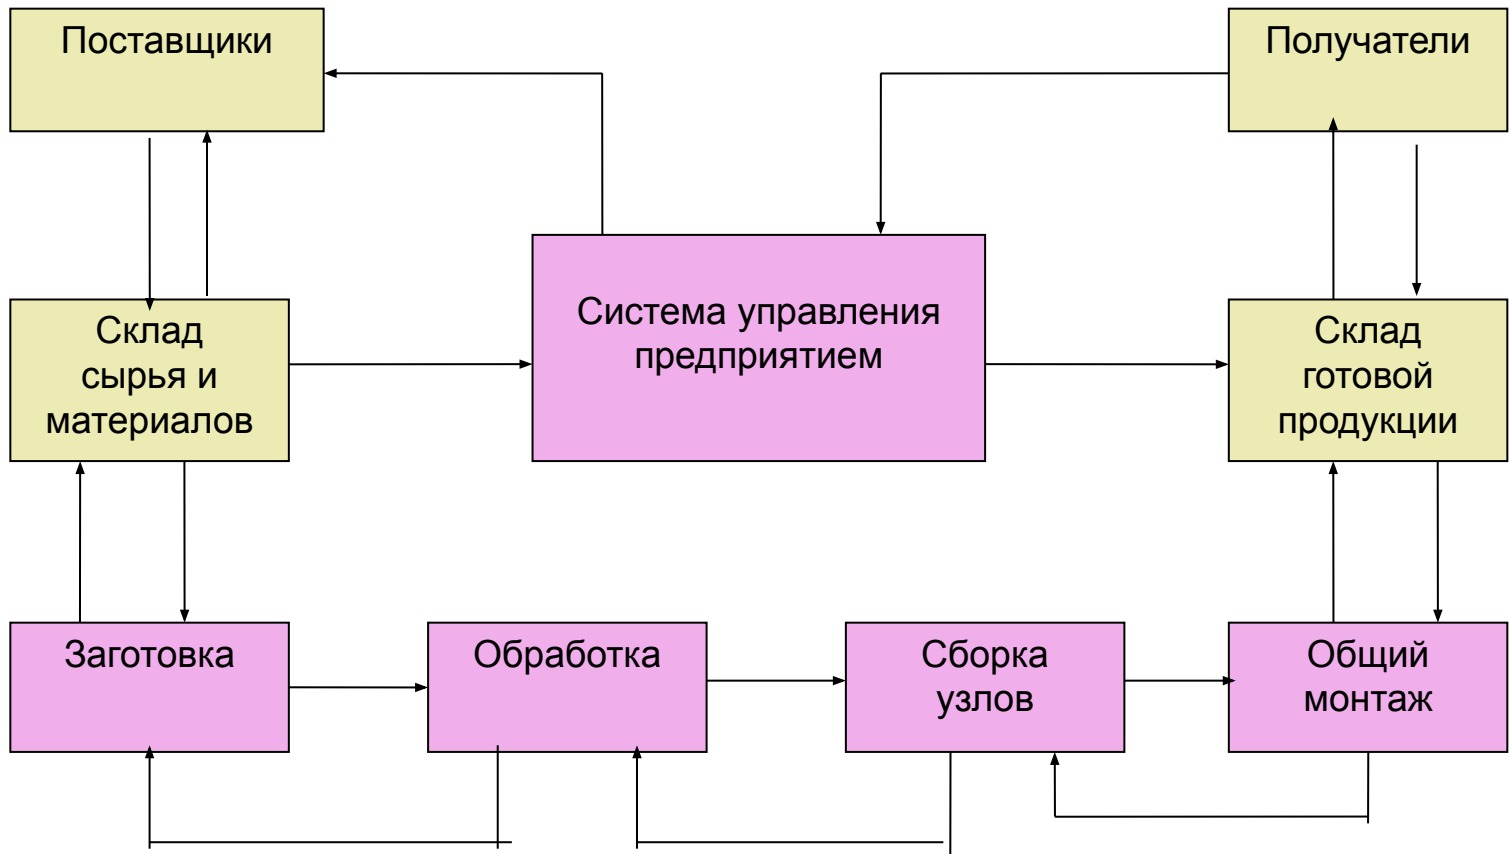 Поставщики
Получатели
Система управления
предприятием
Склад
сырья и
материалов
Склад
готовой
продукции
Заготовка
Обработка
Сборка
узлов
Общий
монтаж